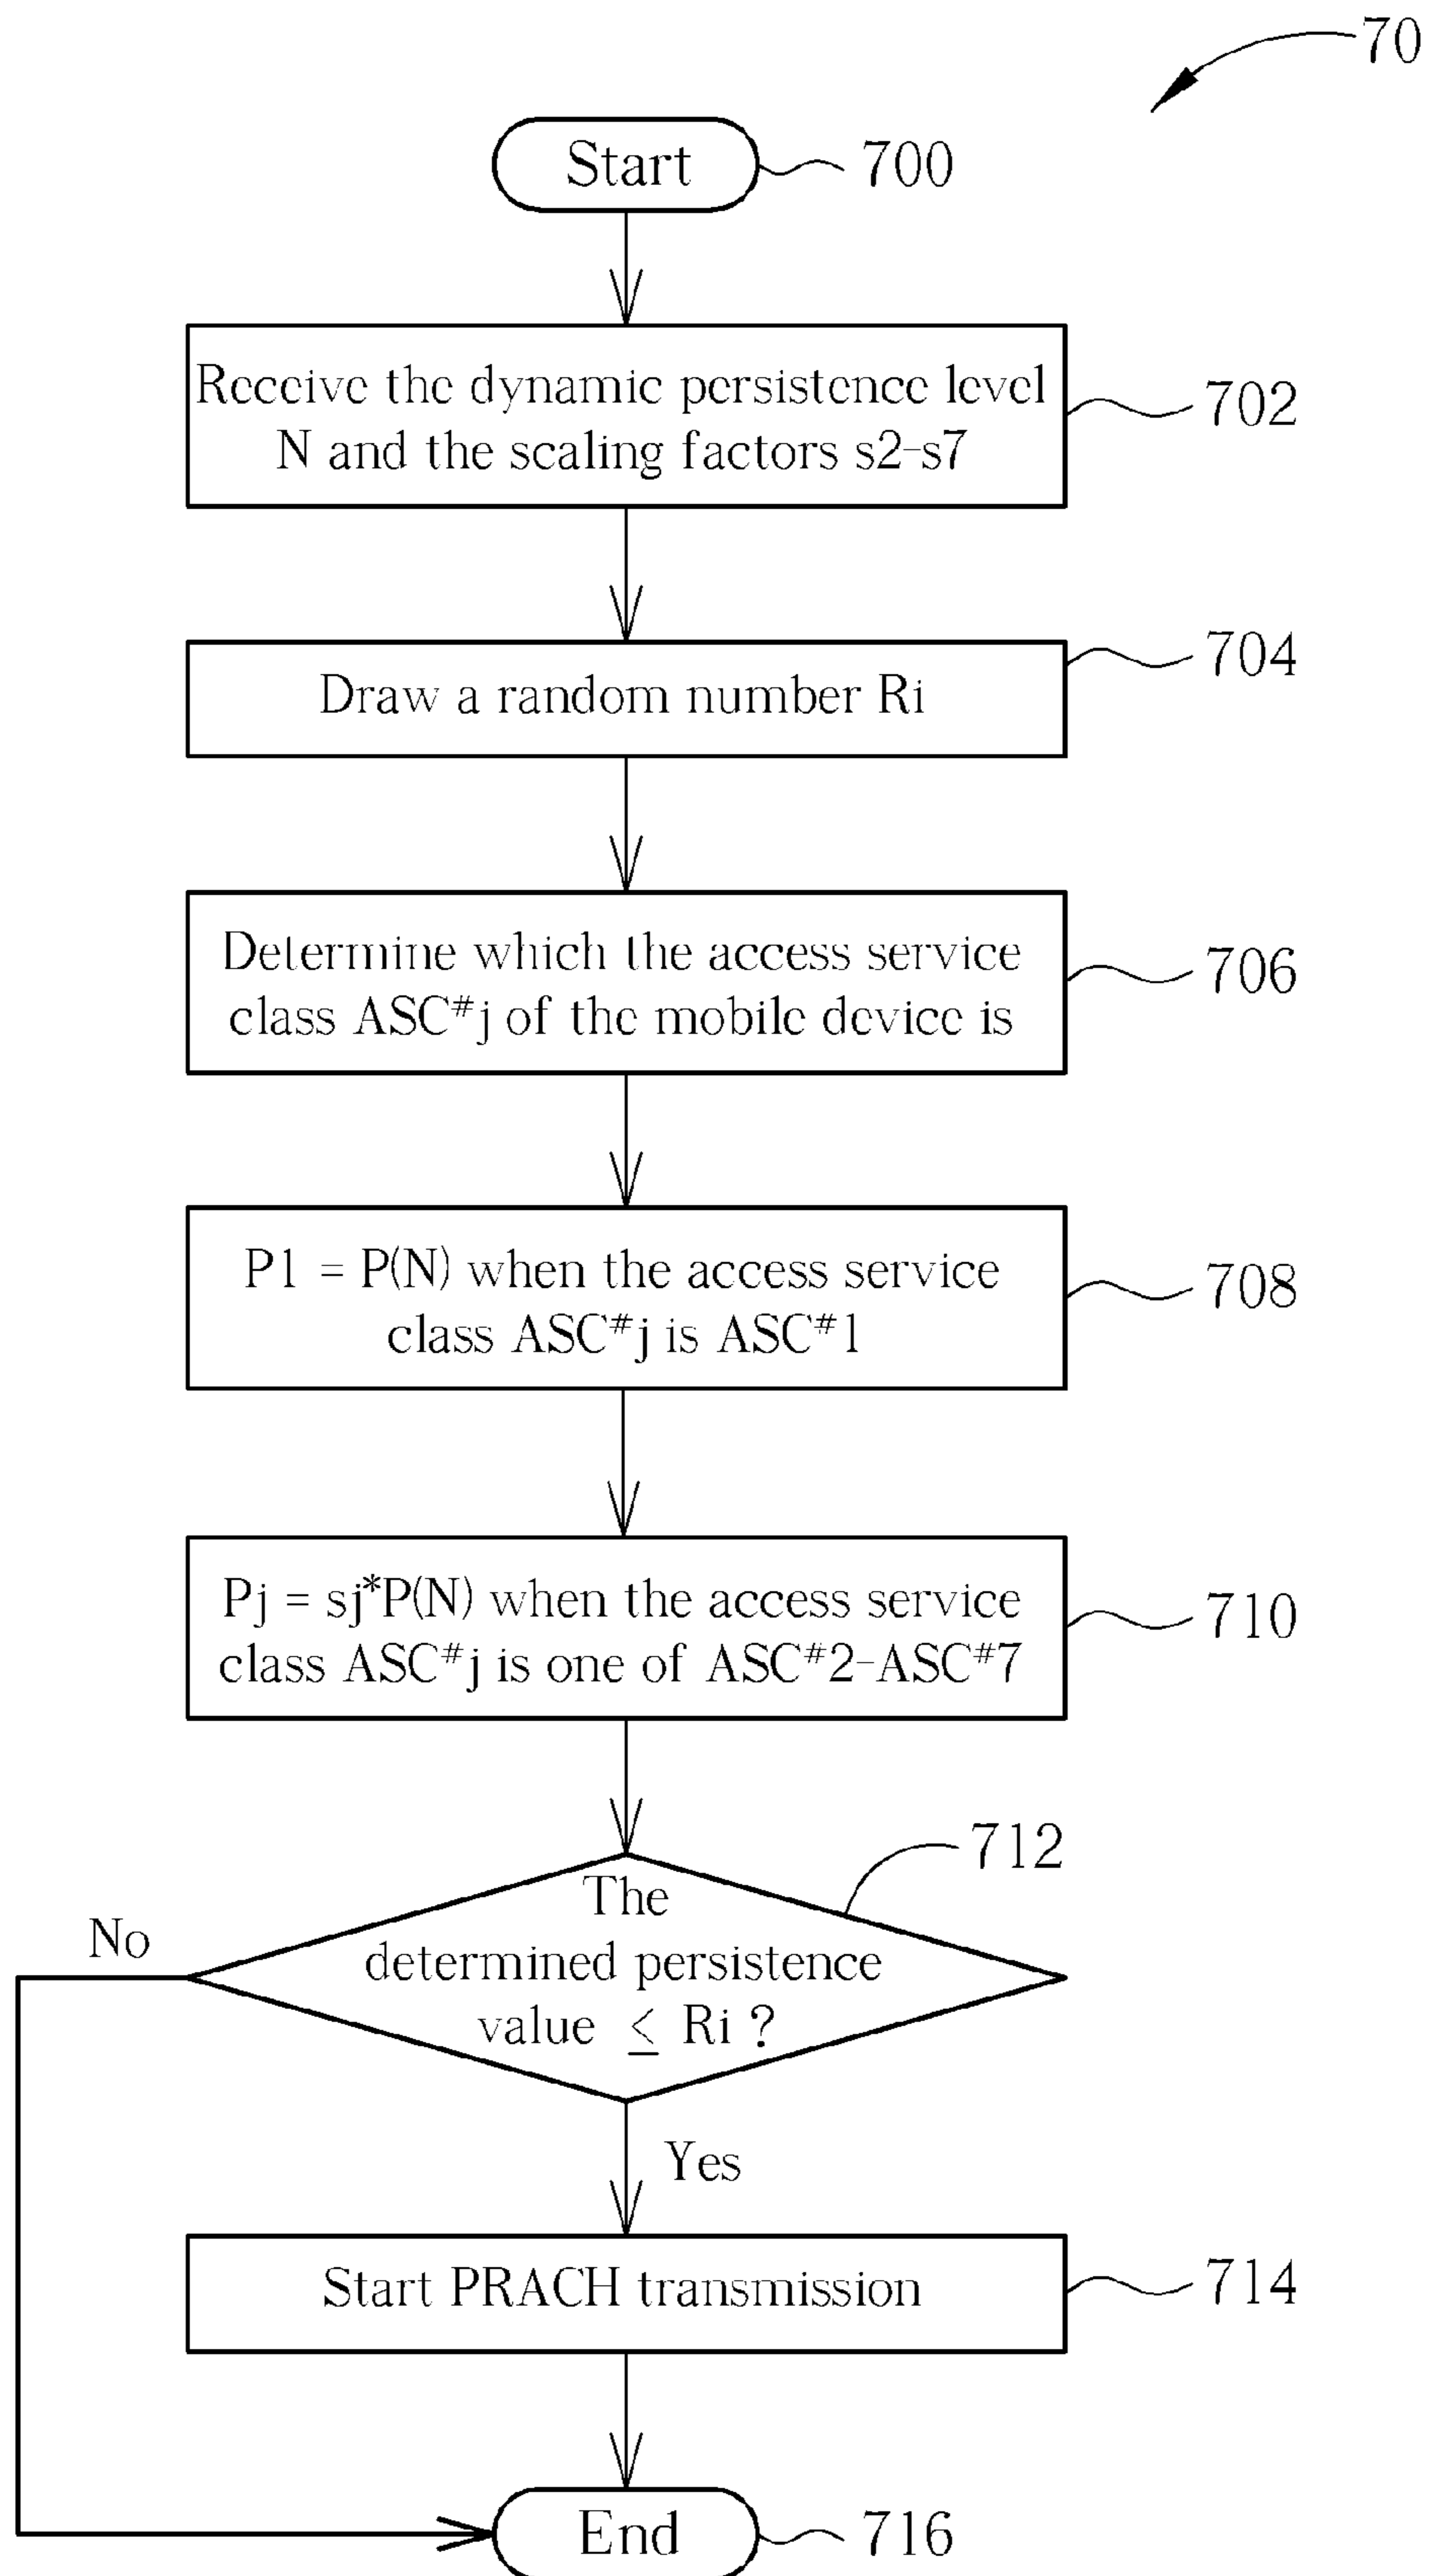 70
Start
700
Receive the dynamic persistence level
N and the scaling factors s2-s7
702
Draw a random number Ri
704
Determine which the access service
class ASC#j of the mobile device is
706
P1 = P(N) when the access service
class ASC#j is ASC#1
708
Pj = sj*P(N) when the access service
class ASC#j is one of ASC#2-ASC#7
710
712
The
determined persistence
value ≤ Ri ?
No
Yes
Start PRACH transmission
714
End
716